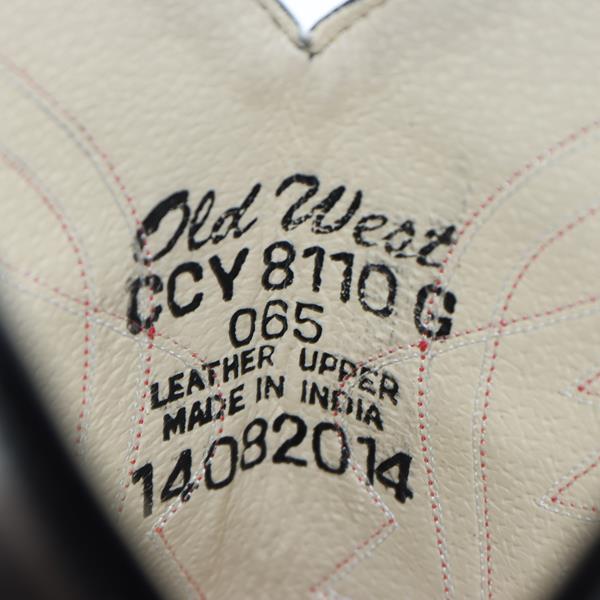 Old West
CCY 8110 G
065
LEATHER UPPER
MADE IN INDIA
14082014